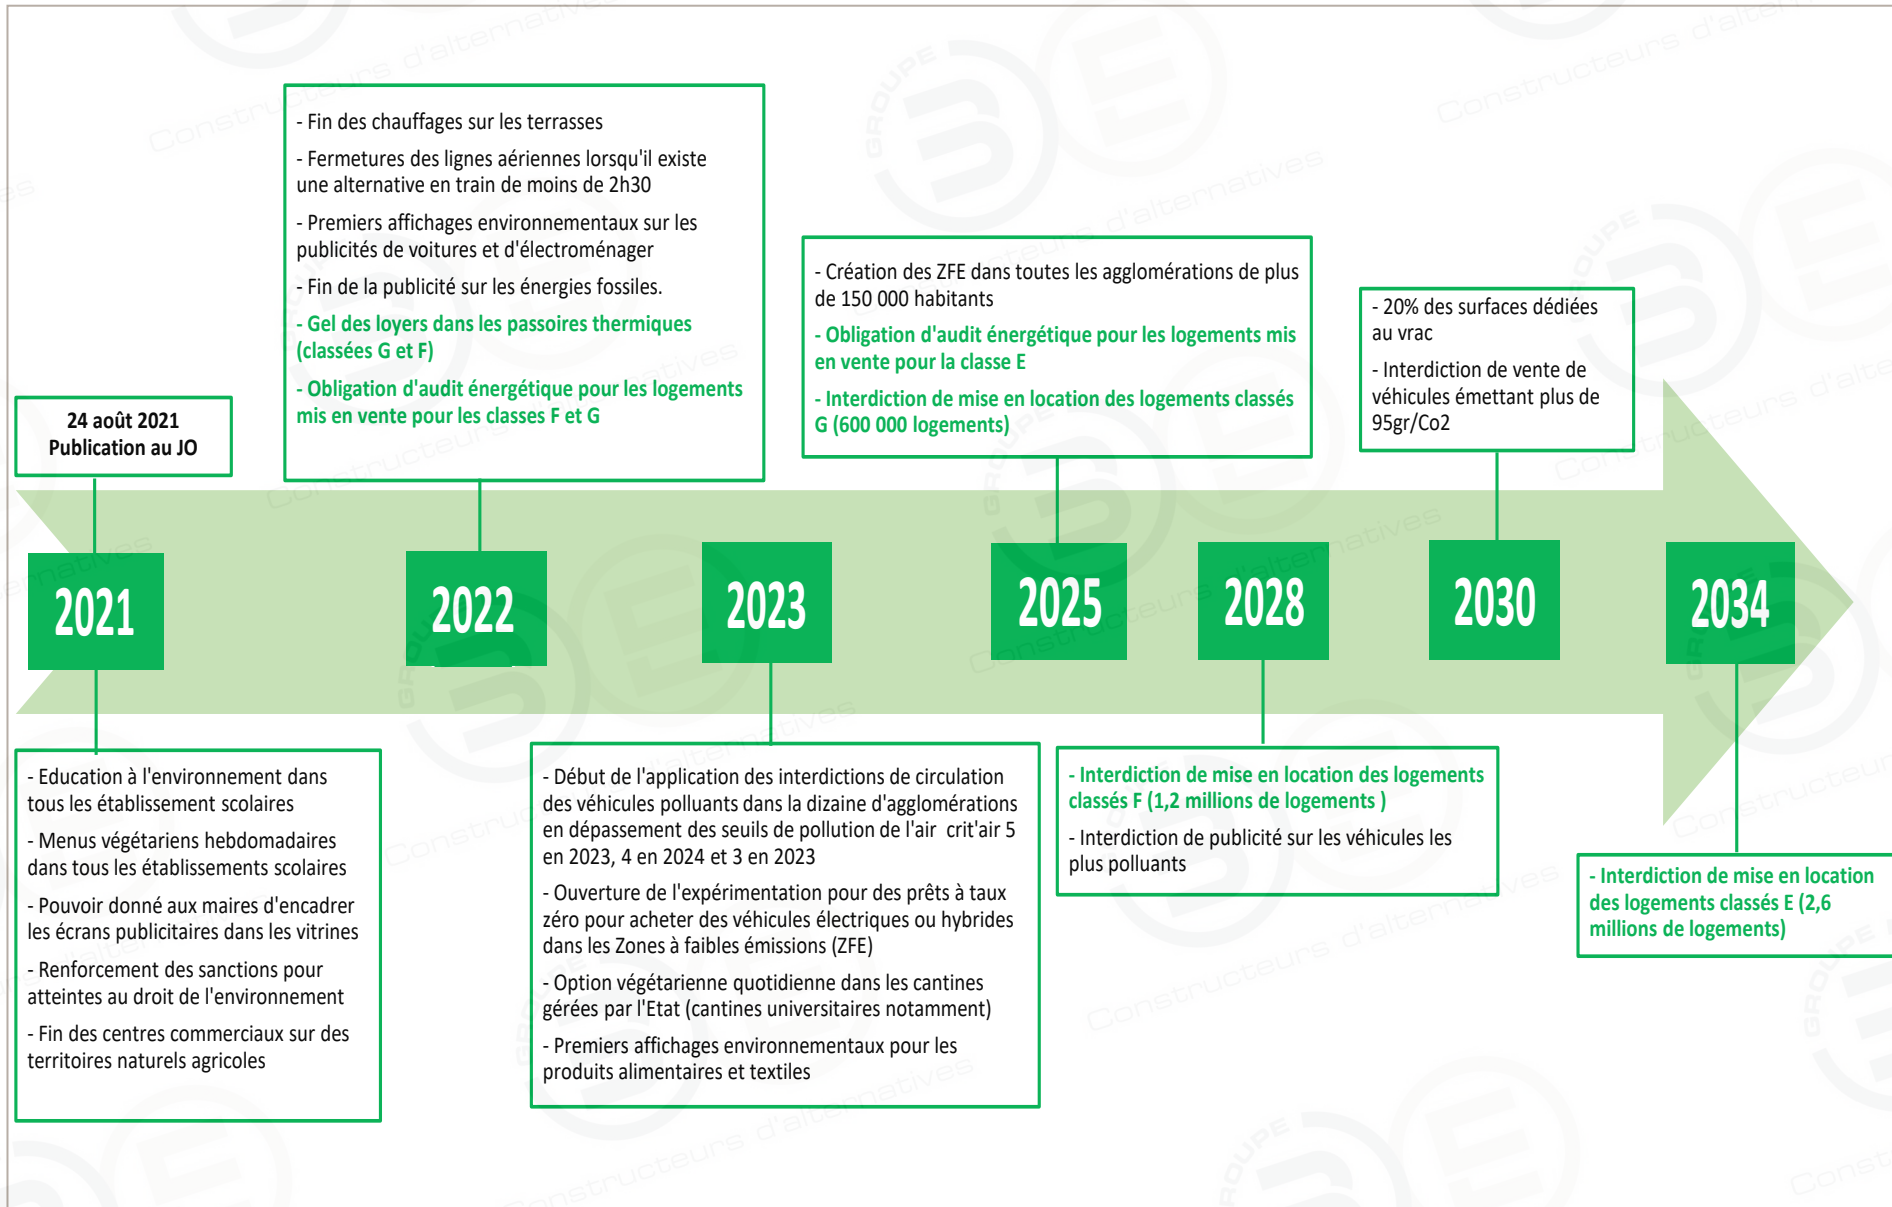 - Fin des chauffages sur les terrasses
- Fermetures des lignes aériennes lorsqu'il existe
une alternative en train de moins de 2h30
- Premiers affichages environnementaux sur les
publicités de voitures et d'électroménager
- Fin de la publicité sur les énergies fossiles.
- Gel des loyers dans les passoires thermiques
(classées G et F)
- Obligation d'audit énergétique pour les logements
mis en vente pour les classes F et G
- Création des ZFE dans toutes les agglomérations de plus
de 150 000 habitants
- Obligation d'audit énergétique pour les logements mis
en vente pour la classe E
- Interdiction de mise en location des logements classés
G (600 000 logements)
- 20% des surfaces dédiées
au vrac
- Interdiction de vente de
véhicules émettant plus de
95gr/Co2
24 août 2021
Publication au JO
2021
2022
2023
2025
2028
2030
2034
- Education à l'environnement dans
tous les établissement scolaires
- Menus végétariens hebdomadaires
dans tous les établissements scolaires
- Pouvoir donné aux maires d'encadrer
les écrans publicitaires dans les vitrines
- Renforcement des sanctions pour
atteintes au droit de l'environnement
- Fin des centres commerciaux sur des
territoires naturels agricoles
- Début de l'application des interdictions de circulation
des véhicules polluants dans la dizaine d'agglomérations
en dépassement des seuils de pollution de l'air  crit'air 5
en 2023, 4 en 2024 et 3 en 2023
- Ouverture de l'expérimentation pour des prêts à taux
zéro pour acheter des véhicules électriques ou hybrides
dans les Zones à faibles émissions (ZFE)
- Option végétarienne quotidienne dans les cantines
gérées par l'Etat (cantines universitaires notamment)
- Premiers affichages environnementaux pour les
produits alimentaires et textiles
- Interdiction de mise en location des logements
classés F (1,2 millions de logements )
- Interdiction de publicité sur les véhicules les
plus polluants
- Interdiction de mise en location
des logements classés E (2,6
millions de logements)
GROUPE 3E
Constructeurs d'alternatives